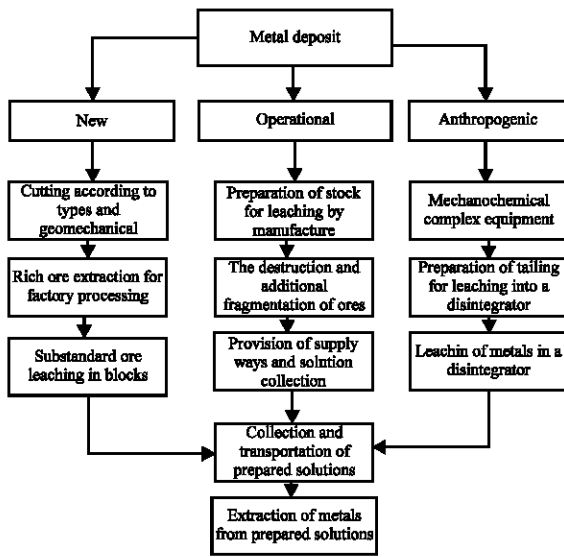 Metal deposit
New
Operational
Anthropogenic
Cutting according to
types and
geomechanical
Preparation of stock
for leaching by
manufacture
Mechanochemical
complex equipment
Rich ore extraction for
factory processing
The destruction and
additional
fragmentation of ores
Preparation of tailing
for leaching into a
disintegrator
Substandard ore
leaching in blocks
Provision of supply
ways and solution
collection
Leachin of metals in a
disintegrator
Collection and
transportation of
prepared solutions
Extraction of metals
from prepared solutions